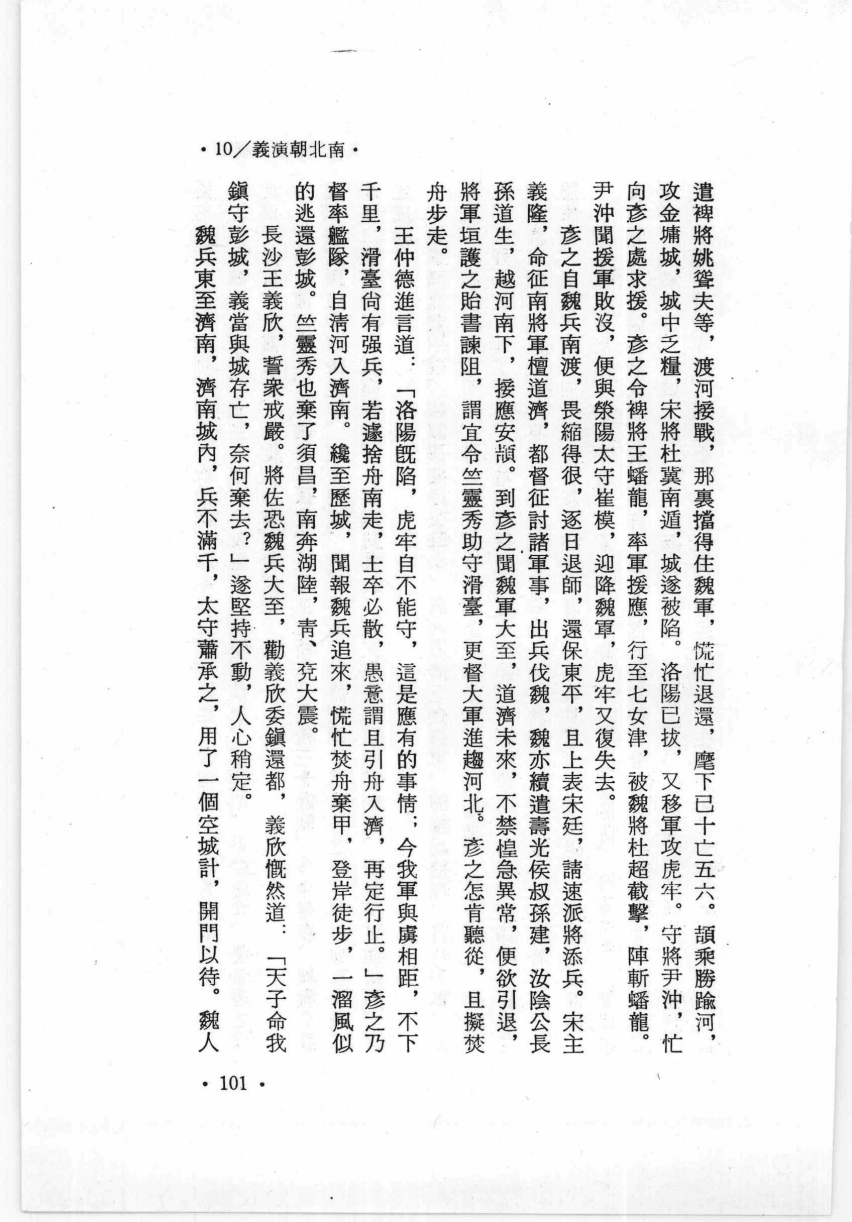 •10／義演朝北南•
遣裨將姚聳夫等，渡河接戰，那裏擋得住魏軍，慌忙退還，麾下已十亡五六。頡乘勝踰河，
攻金墉城，城中乏糧，宋將杜冀南遁，城遂被陷。洛陽已拔，又移軍攻虎牢。守將尹沖，忙
向彥之處求援。彥之令裨將王蟠龍，率軍援應，行至七女津，被魏將杜超截擊，陣斬蟠龍。
尹沖聞援軍敗沒，便與滎陽太守崔模，迎降魏軍，虎牢又復失去。
彥之自魏兵南渡，畏縮得很，逐日退師，還保東平，且上表宋廷，請速派將添兵。宋主
義隆，命征南將軍檀道濟，都督征討諸軍事，出兵伐魏，魏亦續遣壽光侯叔孫建，汝陰公長
孫道生，越河南下，接應安頡。到彥之聞魏軍大至，道濟未來，不禁惶急異常，便欲引退，
將軍垣護之貽書諫阻，謂宜令竺靈秀助守滑臺，更督大軍進趨河北。彥之怎肯聽從，且擬焚
舟步走。
王仲德進言道：「洛陽旣陷，虎牢自不能守，這是應有的事情；今我軍與虜相距，不下
千里，滑臺尙有强兵，若遽捨舟南走，士卒必散，愚意謂且引舟入濟，再定行止。」彥之乃
督率艦隊，自淸河入濟南。纔至歷城，聞報魏兵追來，慌忙焚舟棄甲，登岸徒步，一溜風似
的逃還彭城。竺靈秀也棄了須昌，南奔湖陸，靑、兗大震。
長沙王義欣，誓衆戒嚴。將佐恐魏兵大至，勸義欣委鎭還都，義欣慨然道：「天子命我
鎭守彭城，義當與城存亡，奈何棄去？」遂堅持不動，人心稍定。
魏兵東至濟南，濟南城內，兵不滿千，太守蕭承之，用了一個空城計，開門以待。魏人
•101•